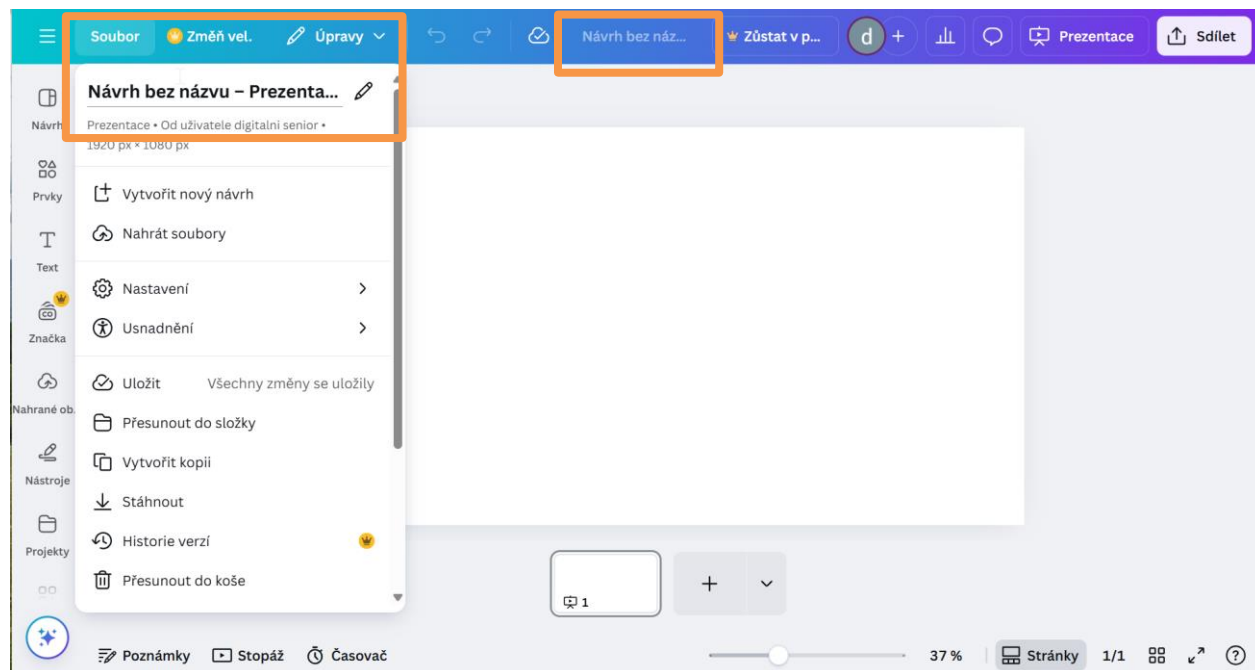 Soubor
Změň vel.
Úpravy
Návrh bez náz...
Zůstat v p...
d
+
Prezentace
Sdílet
Návrh
Prvky
Text
Značka
Nahrané ob.
Nástroje
Projekty
Návrh bez názvu – Prezenta...
Prezentace • Od uživatele digitalni senior •
1920 px × 1080 px
Vytvořit nový návrh
Nahrát soubory
Nastavení
Usnadnění
Uložit Všechny změny se uložily
Přesunout do složky
Vytvořit kopii
Stáhnout
Historie verzí
Přesunout do koše
1
Poznámky
Stopáž
Časovač
37 %
Stránky
1/1